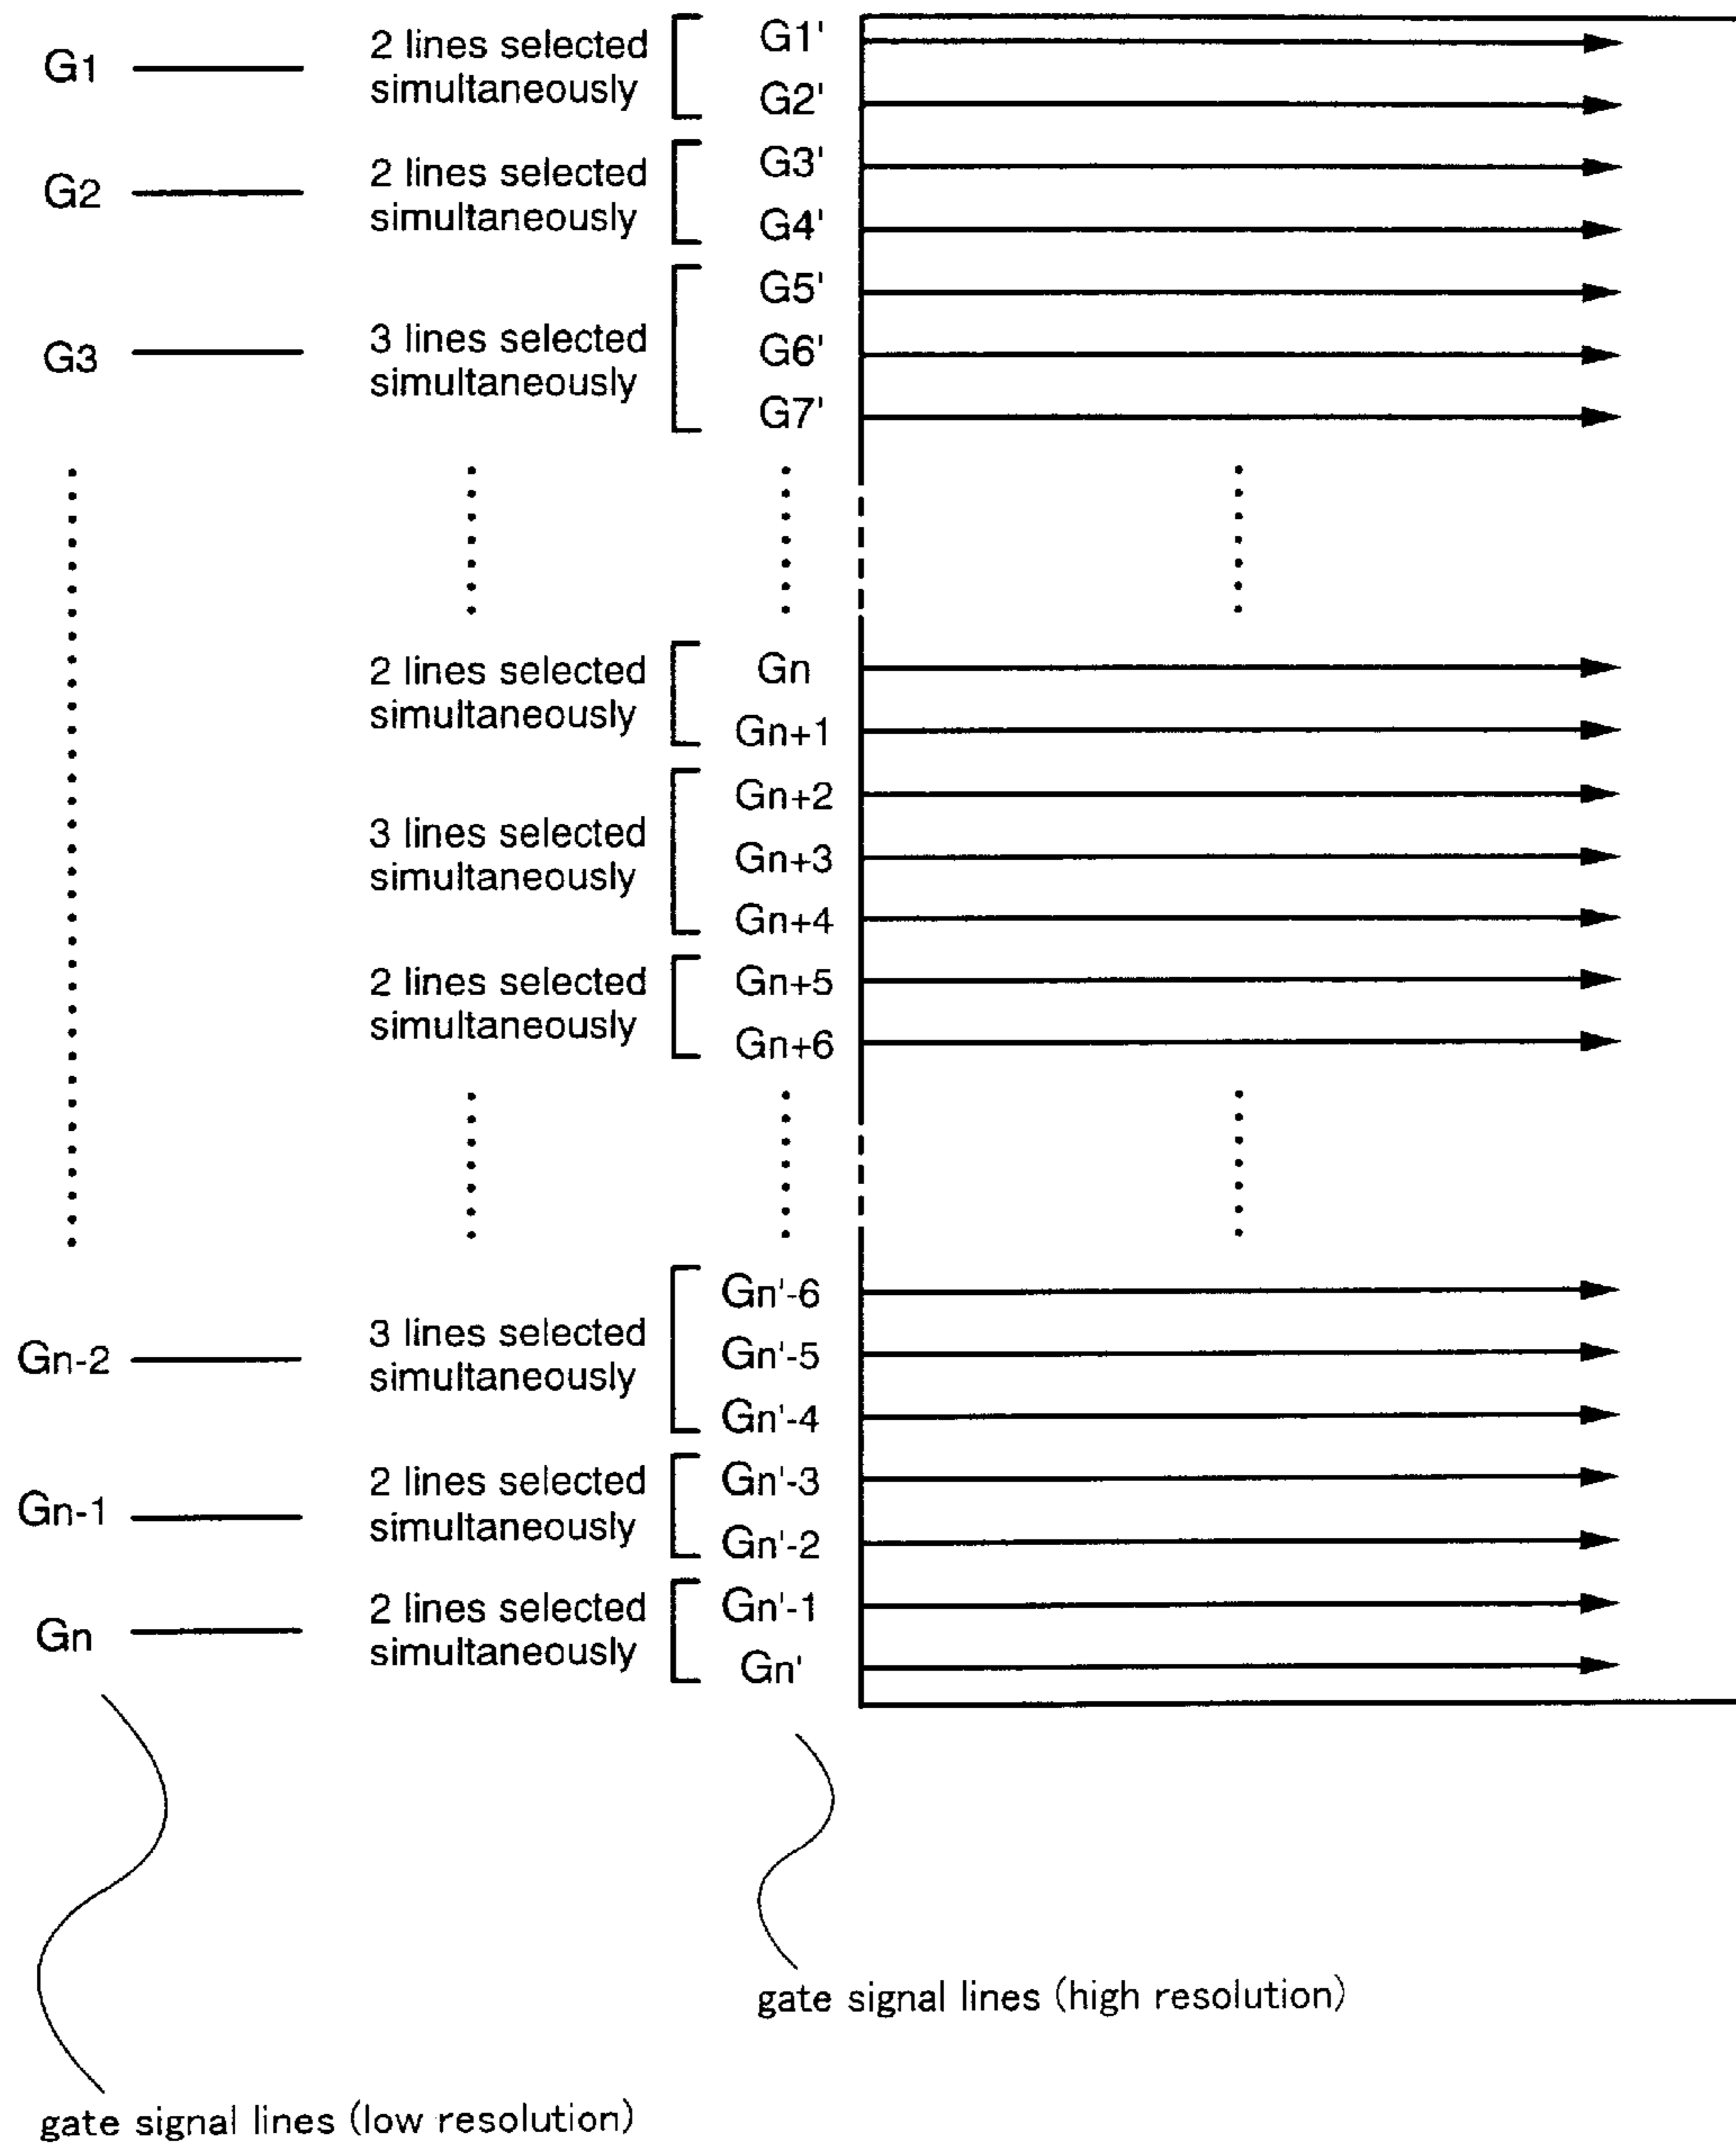 G1
2 lines selected
simultaneously
G1'
G2'
G2
2 lines selected
simultaneously
G3'
G4'
G3
3 lines selected
simultaneously
G5'
G6'
G7'
2 lines selected
simultaneously
Gn
Gn+1
3 lines selected
simultaneously
Gn+2
Gn+3
Gn+4
2 lines selected
simultaneously
Gn+5
Gn+6
Gn-2
3 lines selected
simultaneously
Gn'-6
Gn'-5
Gn'-4
Gn-1
2 lines selected
simultaneously
Gn'-3
Gn'-2
Gn
2 lines selected
simultaneously
Gn'-1
Gn'
gate signal lines (high resolution)
gate signal lines (low resolution)